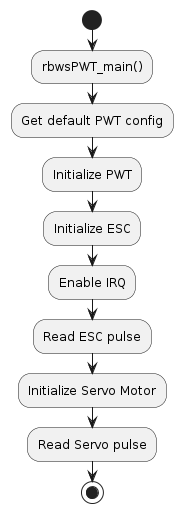 rbwsPWT_main()
Get default PWT config
Initialize PWT
Initialize ESC
Enable IRQ
Read ESC pulse
Initialize Servo Motor
Read Servo pulse